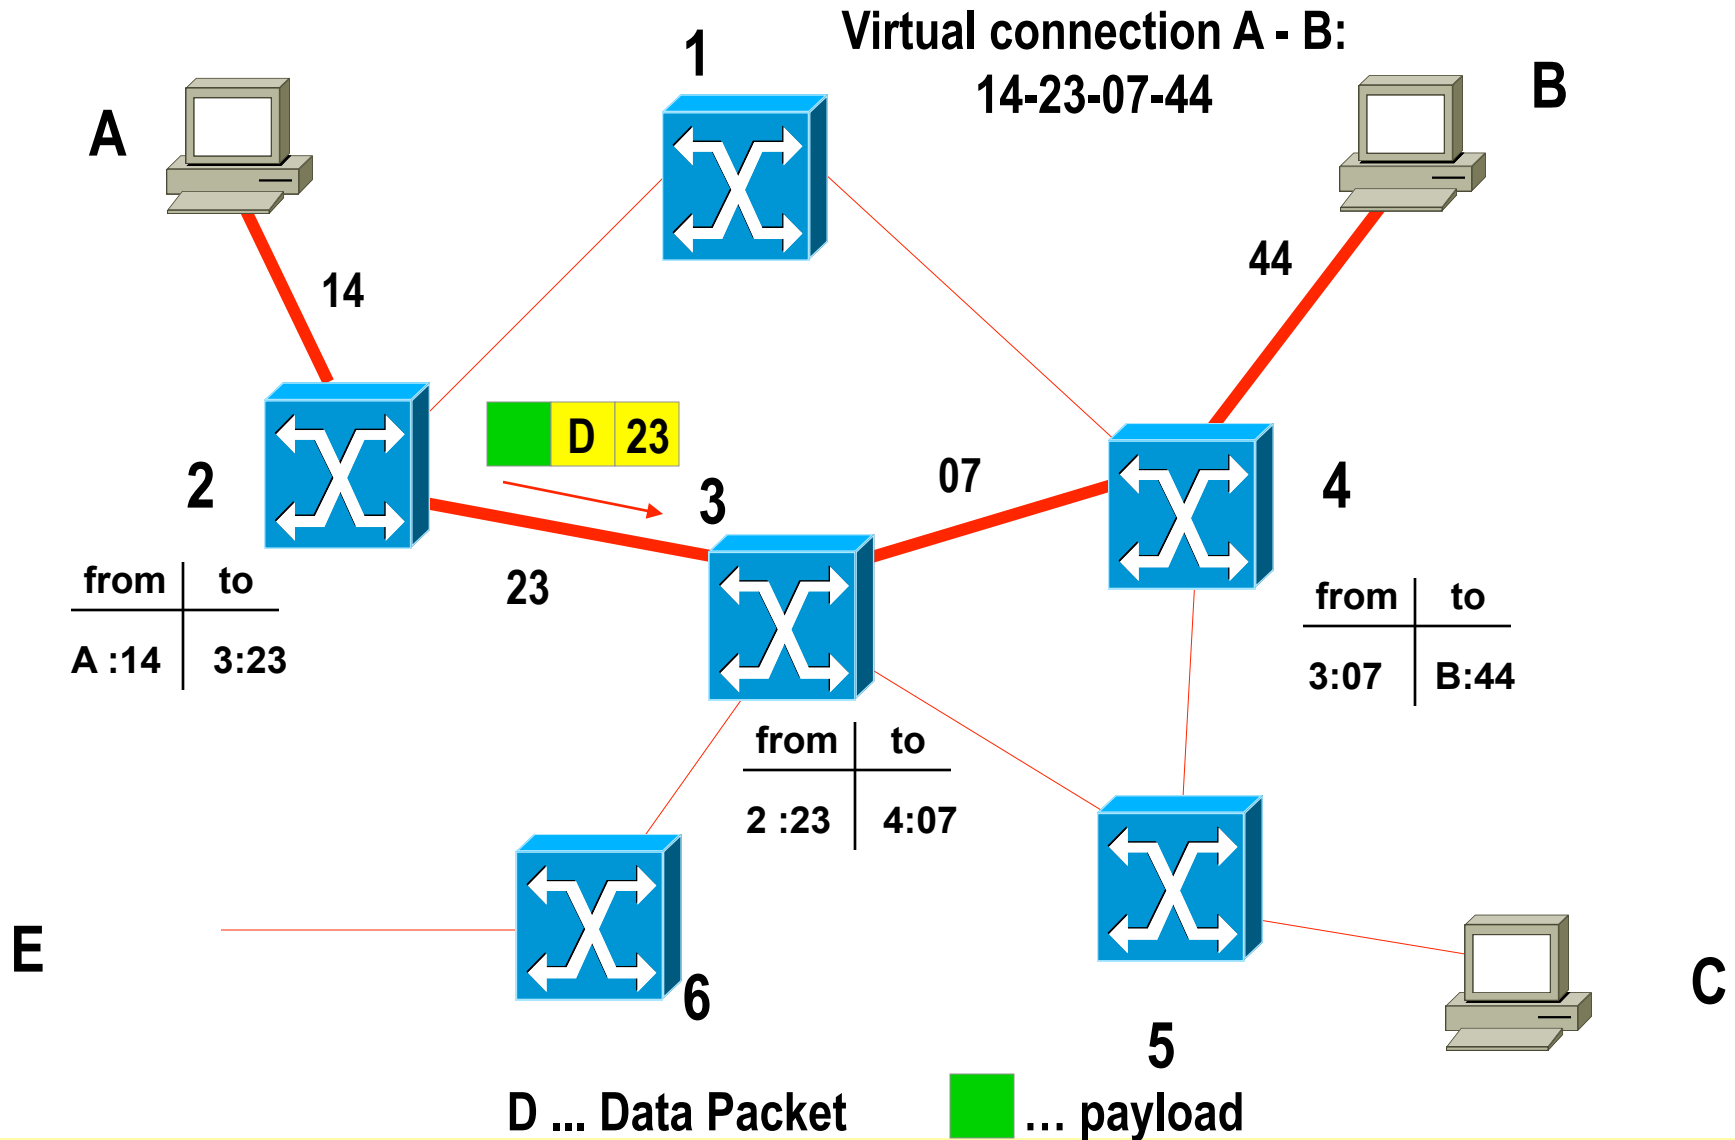 Virtual connection A - B:
14-23-07-44
1
A
B
14
44
D 23
2
3
07
4
23
from to
A :14 3:23
from to
3:07 B:44
from to
2 :23 4:07
E
6
C
5
D ... Data Packet
... payload